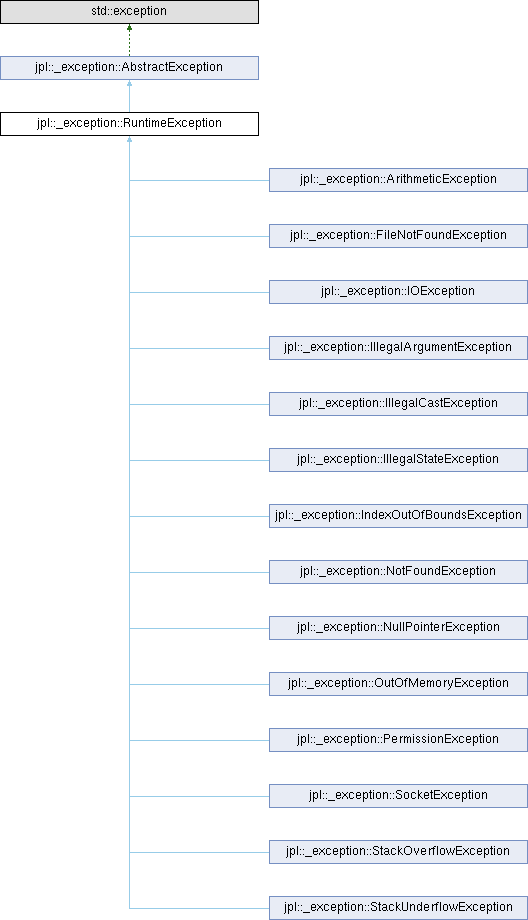 std::exception
jpl::_exception::AbstractException
jpl::_exception::RuntimeException
jpl::_exception::ArithmeticException
jpl::_exception::FileNotFoundException
jpl::_exception::IOException
jpl::_exception::IllegalArgumentException
jpl::_exception::IllegalCastException
jpl::_exception::IllegalStateException
jpl::_exception::IndexOutOfBoundsException
jpl::_exception::NotFoundException
jpl::_exception::NullPointerException
jpl::_exception::OutOfMemoryException
jpl::_exception::PermissionException
jpl::_exception::SocketException
jpl::_exception::StackOverflowException
jpl::_exception::StackUnderflowException